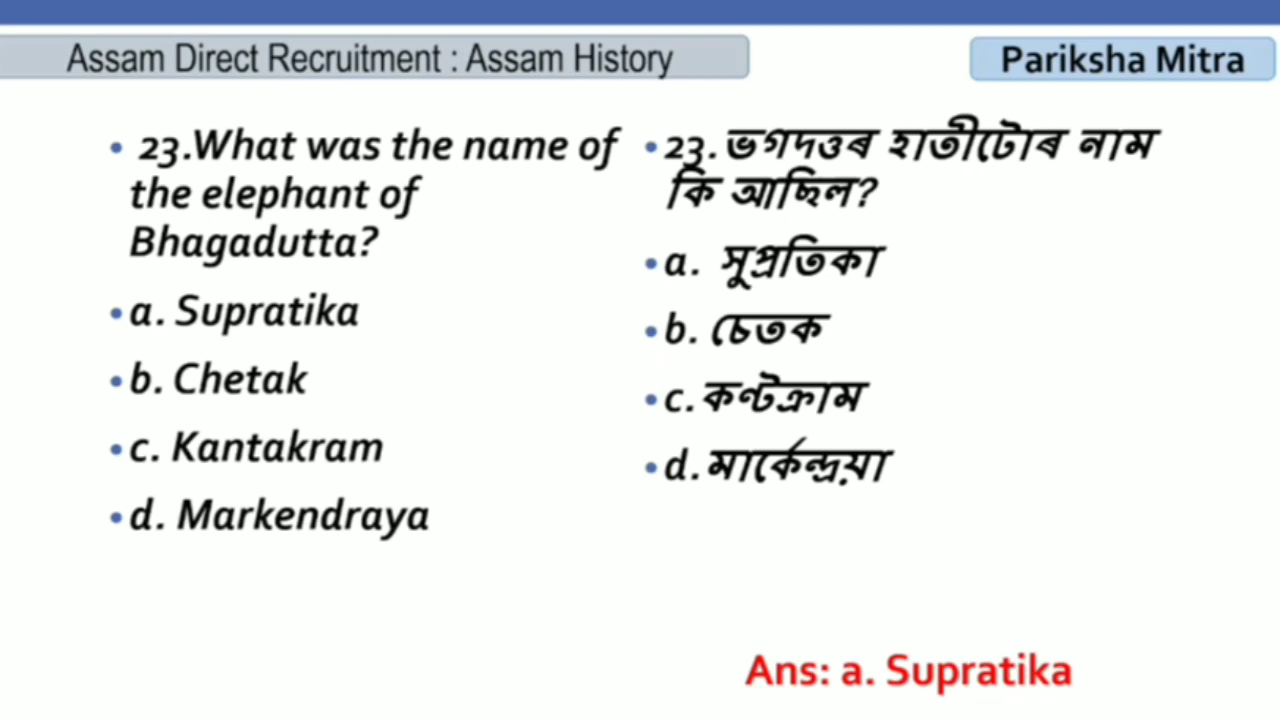 Assam Direct Recruitment : Assam History
Pariksha Mitra
• 23.What was the name of
the elephant of
Bhagadutta?
• a. Supratika
• b. Chetak
• c. Kantakram
• d. Markendraya
• 23. ভগদত্তৰ হাতীটোৰ নাম
কি আছিল?
• a. সুপ্ৰতিকা
• b. চেতক
• c. কণ্টক্ৰাম
• d. মাৰ্কেন্দ্ৰয়া
Ans: a. Supratika